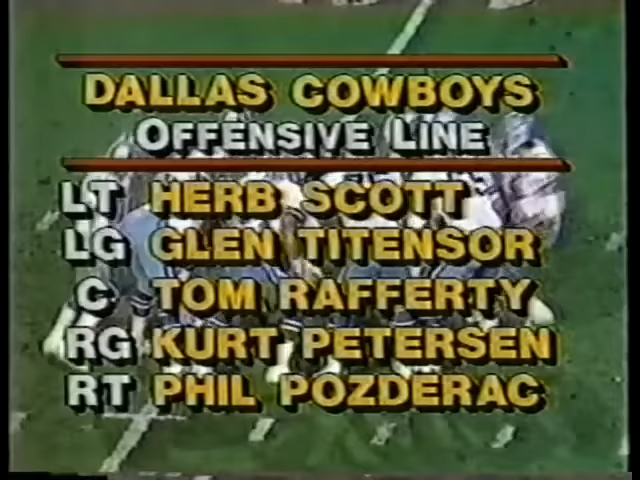 DALLAS COWBOYS
OFFENSIVE LINE
LT HERB SCOTT
LG GLEN TITENSOR
C TOM RAFFERTY
RG KURT PETERSEN
RT PHIL POZDERAC